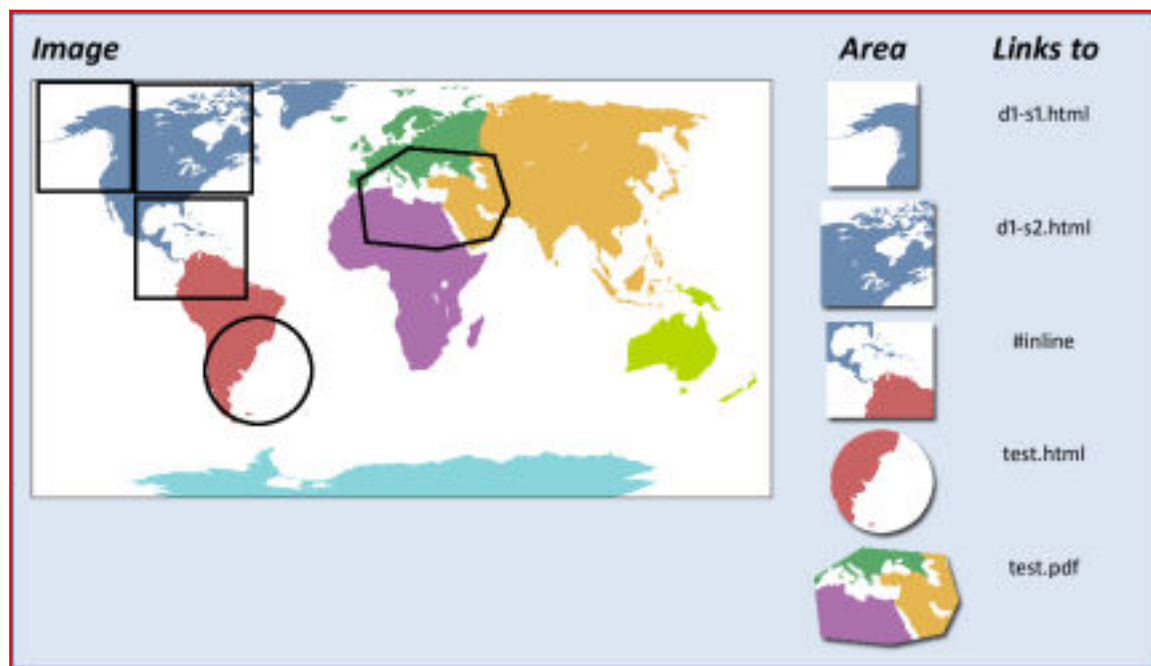 Image
Area
Links to
d1-s1.html
d1-s2.html
#inline
test.html
test.pdf